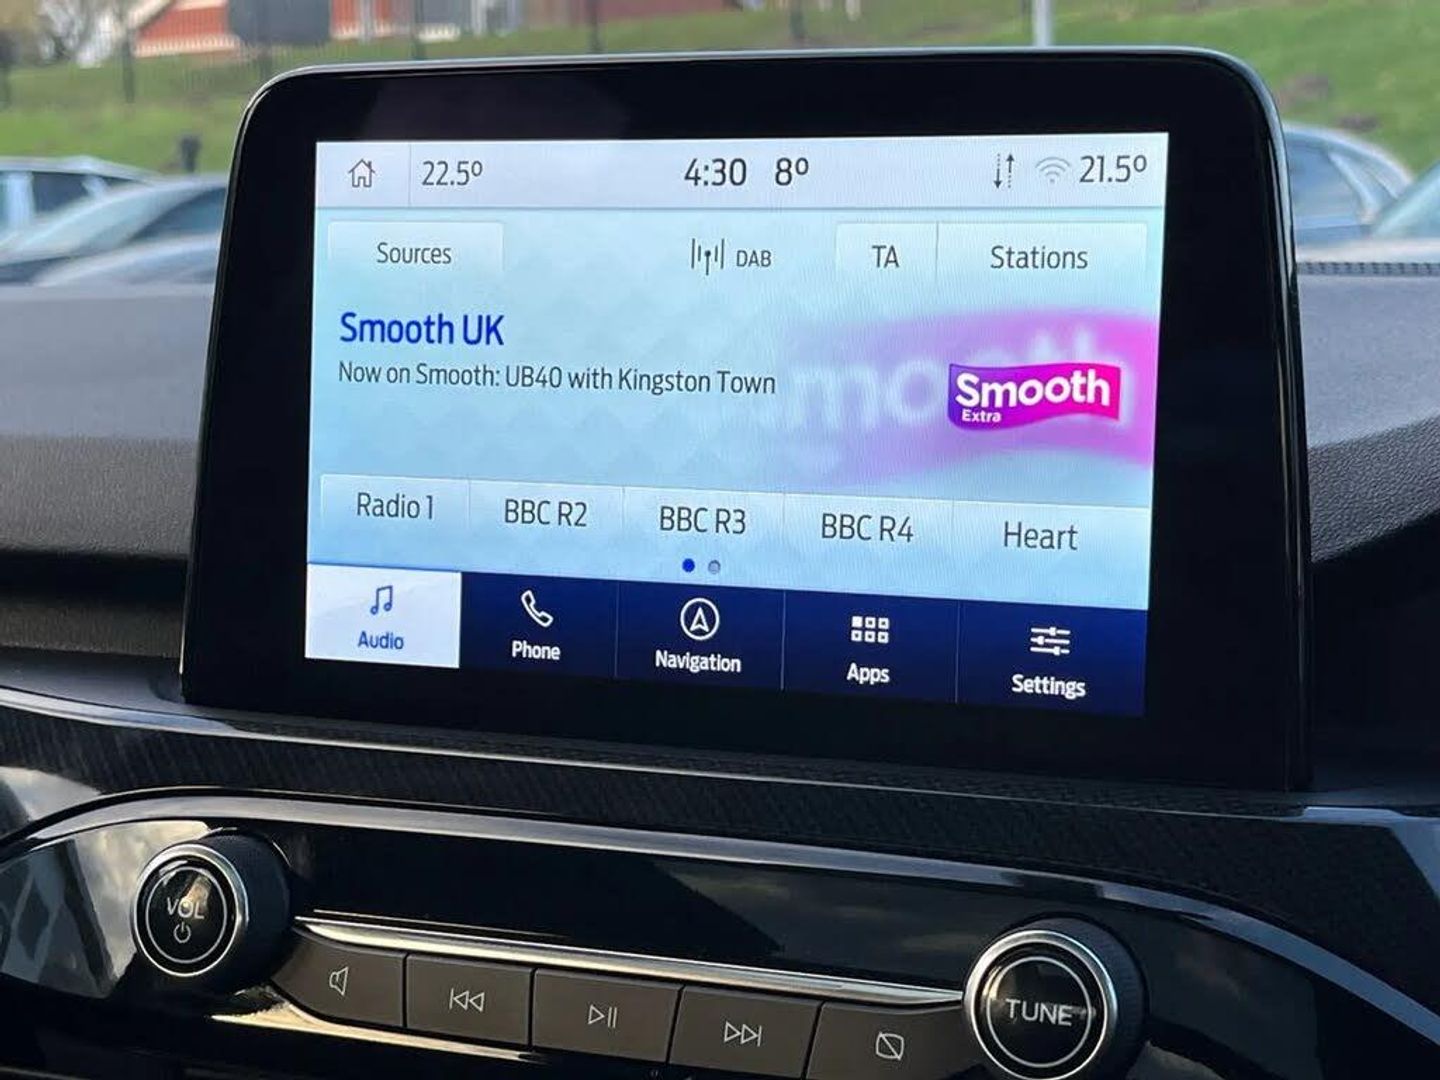 22.5º 4:30 8º 21.5º
Sources DAB TA Stations
Smooth UK
Now on Smooth: UB40 with Kingston Town
Smooth
Extra
Radio 1 BBC R2 BBC R3 BBC R4 Heart
Audio Phone Navigation Apps Settings
VOL
TUNE